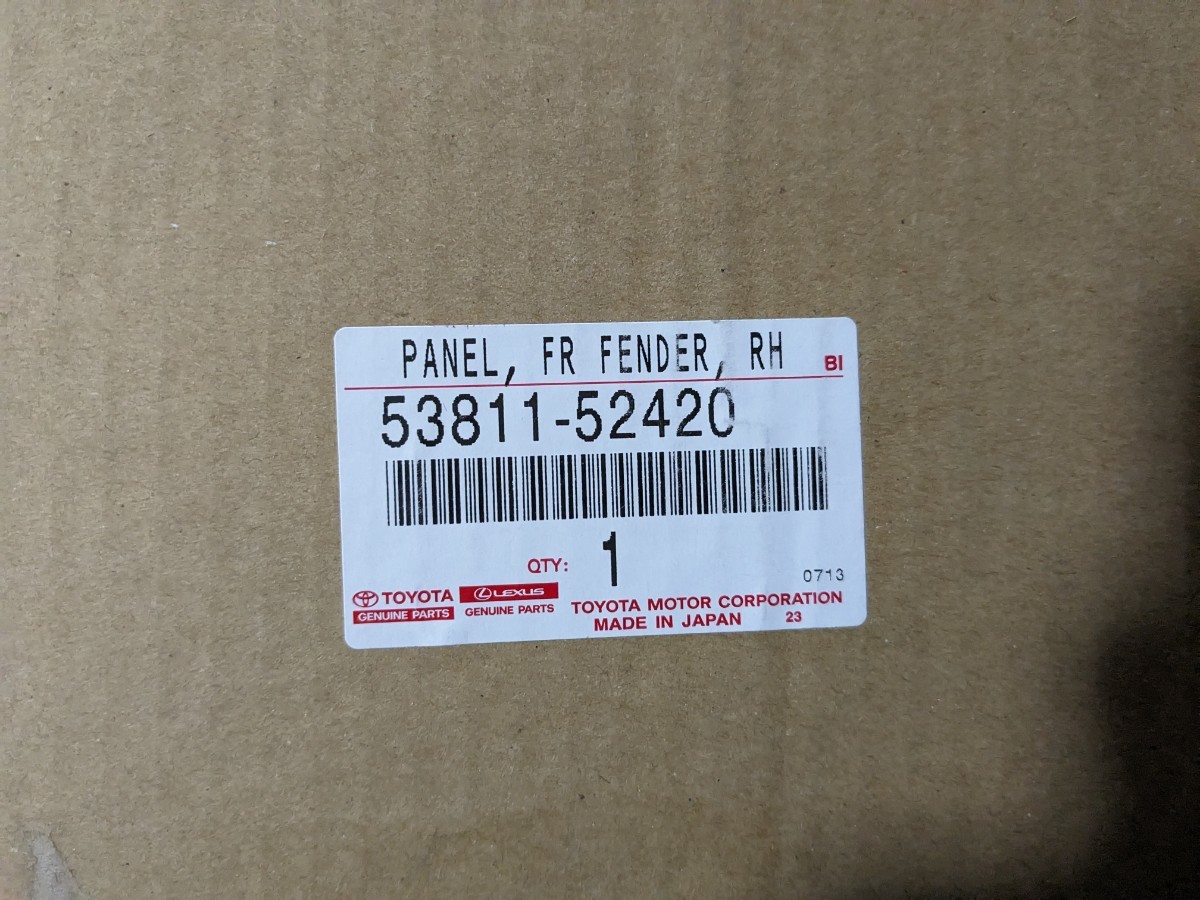 PANEL, FR FENDER, RH BI
53811-52420
QTY: 1
0713
TOYOTA
GENUINE PARTS
LEXUS
GENUINE PARTS
TOYOTA MOTOR CORPORATION
MADE IN JAPAN 23